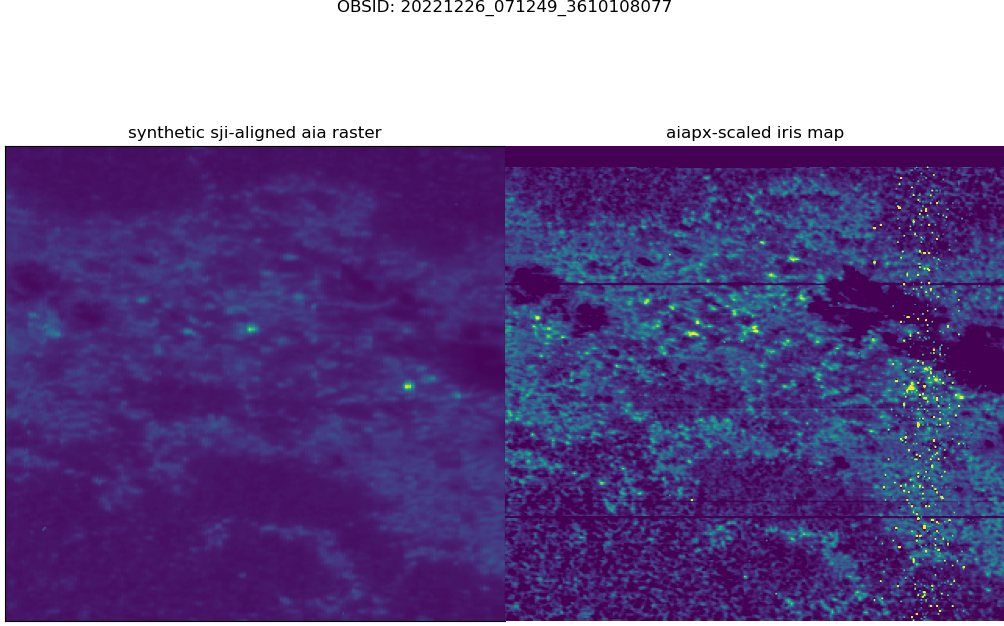 OBSID: 20221226_071249_3610108077
synthetic sji-aligned aia raster
aiapx-scaled iris map